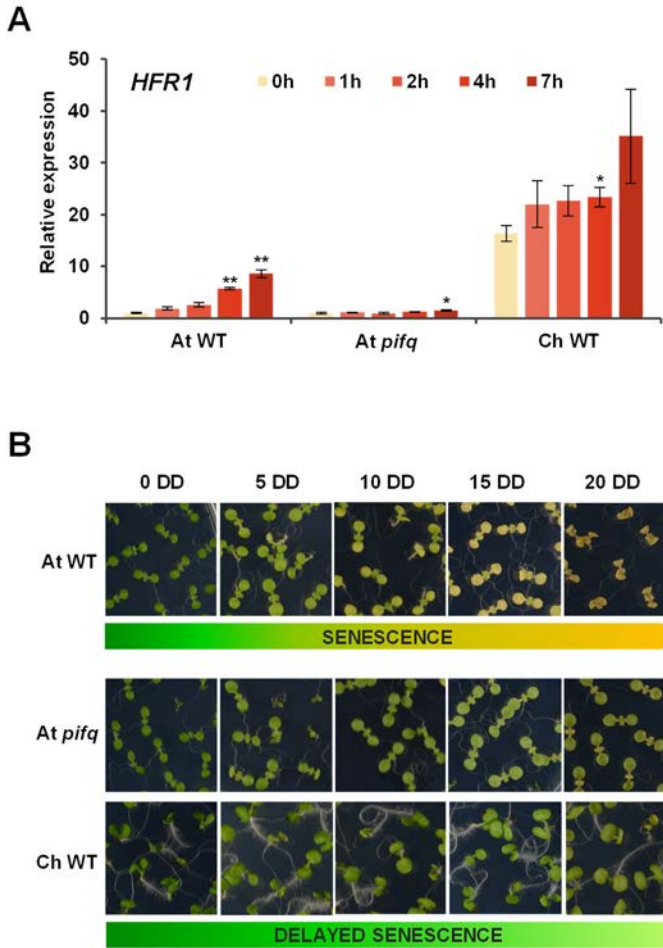 A
HFR1 0h 1h 2h 4h 7h
Relative expression
50
40
30
20
10
0
** ** * *
At WT At pifq Ch WT
B
0 DD 5 DD 10 DD 15 DD 20 DD
At WT
SENESCENCE
At pifq
Ch WT
DELAYED SENESCENCE